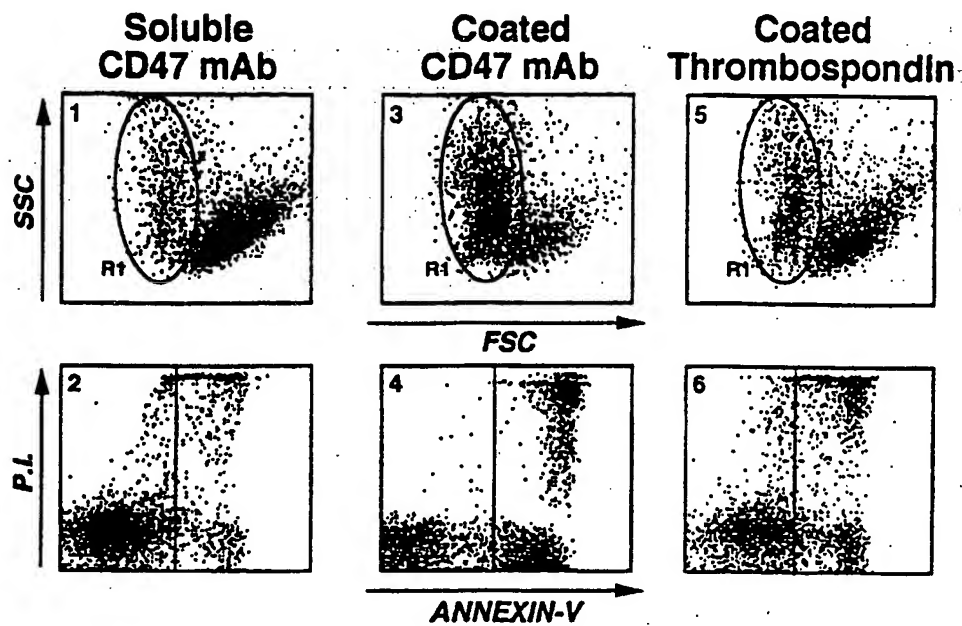 Soluble
CD47 mAb
Coated
CD47 mAb
Coated
Thrombospondin
1
3
5
SSC
R1
R1
R1
FSC
2
4
6
P.I.
ANNEXIN-V